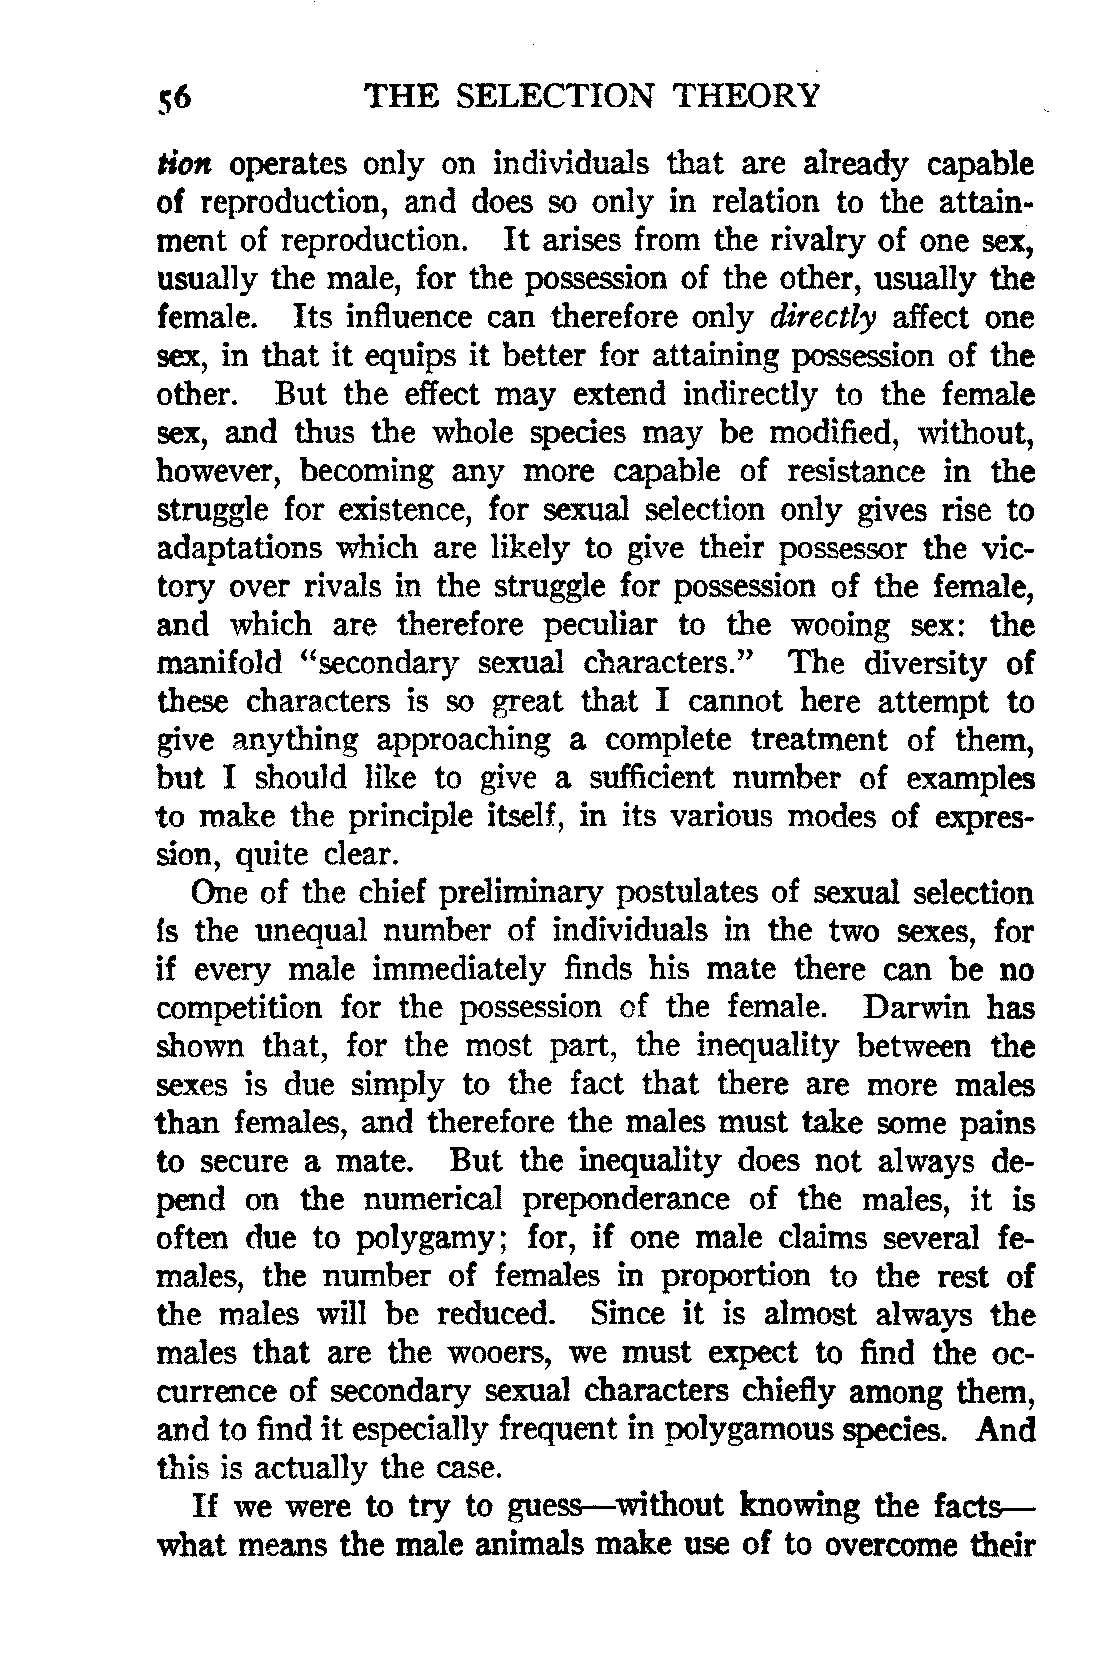 56 THE SELECTION THEORY
tion operates only on individuals that are already capable
of reproduction, and does so only in relation to the attain-
ment of reproduction. It arises from the rivalry of one sex,
usually the male, for the possession of the other, usually the
female. Its influence can therefore only directly affect one
sex, in that it equips it better for attaining possession of the
other. But the effect may extend indirectly to the female
sex, and thus the whole species may be modified, without,
however, becoming any more capable of resistance in the
struggle for existence, for sexual selection only gives rise to
adaptations which are likely to give their possessor the vic-
tory over rivals in the struggle for possession of the female,
and which are therefore peculiar to the wooing sex: the
manifold “secondary sexual characters.” The diversity of
these characters is so great that I cannot here attempt to
give anything approaching a complete treatment of them,
but I should like to give a sufficient number of examples
to make the principle itself, in its various modes of expres-
sion, quite clear.
One of the chief preliminary postulates of sexual selection
is the unequal number of individuals in the two sexes, for
if every male immediately finds his mate there can be no
competition for the possession of the female. Darwin has
shown that, for the most part, the inequality between the
sexes is due simply to the fact that there are more males
than females, and therefore the males must take some pains
to secure a mate. But the inequality does not always de-
pend on the numerical preponderance of the males, it is
often due to polygamy; for, if one male claims several fe-
males, the number of females in proportion to the rest of
the males will be reduced. Since it is almost always the
males that are the wooers, we must expect to find the oc-
currence of secondary sexual characters chiefly among them,
and to find it especially frequent in polygamous species. And
this is actually the case.
If we were to try to guess—without knowing the facts—
what means the male animals make use of to overcome their